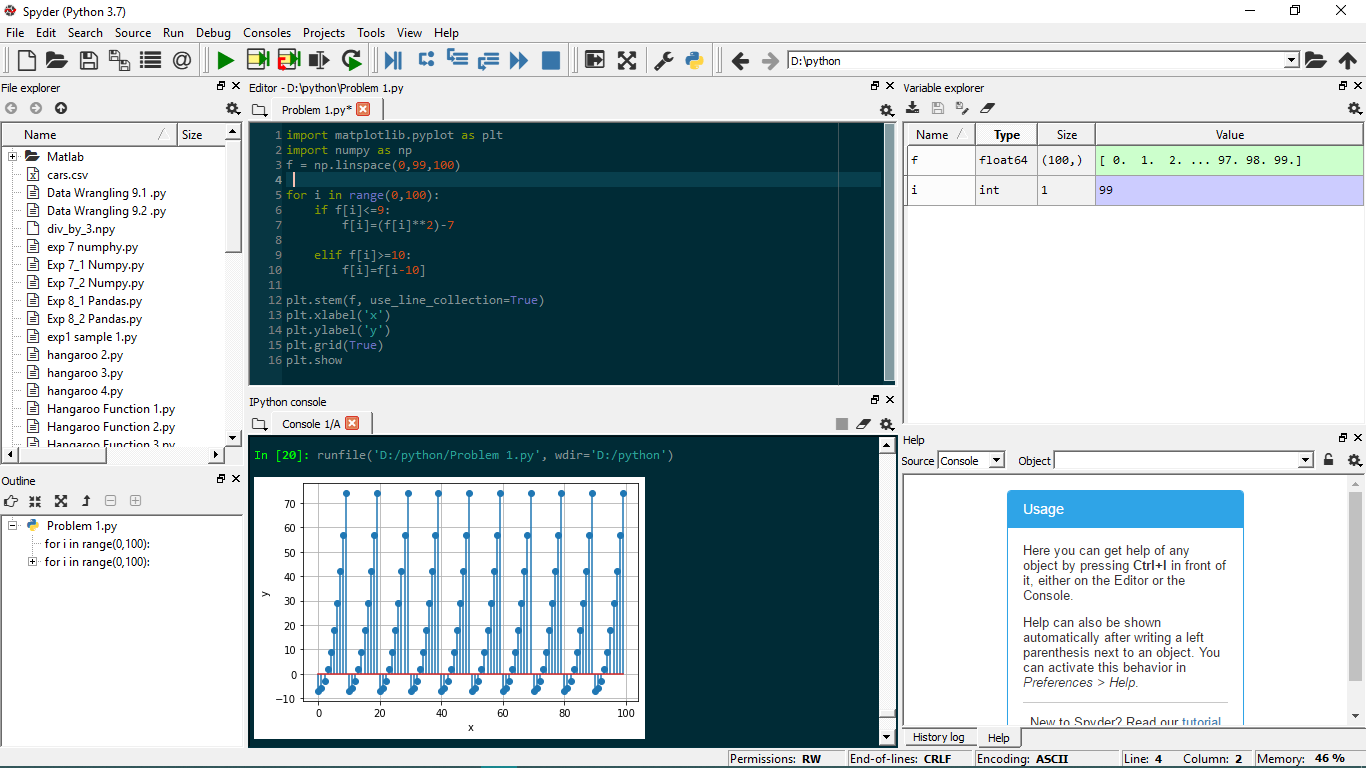 Spyder (Python 3.7)
File Edit Search Source Run Debug Consoles Projects Tools View Help
D:\python
File explorer
Name Size
Matlab
cars.csv
Data Wrangling 9.1 .py
Data Wrangling 9.2 .py
div_by_3.npy
exp 7 numphy.py
Exp 7_1 Numpy.py
Exp 7_2 Numpy.py
Exp 8_1 Pandas.py
Exp 8_2 Pandas.py
exp1 sample 1.py
hangaroo 2.py
hangaroo 3.py
hangaroo 4.py
Hangaroo Function 1.py
Hangaroo Function 2.py
Hangaroo Function 3.py
Outline
Problem 1.py
for i in range(0,100):
for i in range(0,100):
Editor - D:\python\Problem 1.py
Problem 1.py*
1 import matplotlib.pyplot as plt
2 import numpy as np
3 f = np.linspace(0,99,100)
4
5 for i in range(0,100):
6     if f[i]<=9:
7         f[i]=(f[i]**2)-7
8
9     elif f[i]>=10:
10         f[i]=f[i-10]
11
12 plt.stem(f, use_line_collection=True)
13 plt.xlabel('x')
14 plt.ylabel('y')
15 plt.grid(True)
16 plt.show
IPython console
Console 1/A
In [20]: runfile('D:/python/Problem 1.py', wdir='D:/python')
70
60
50
40
30
20
10
0
−10
y
0 20 40 60 80 100
x
Variable explorer
Name Type Size Value
f float64 (100,) [ 0. 1. 2. ... 97. 98. 99.]
i int 1 99
Help
Source Console Object
Usage
Here you can get help of any
object by pressing Ctrl+I in front of
it, either on the Editor or the
Console.
Help can also be shown
automatically after writing a left
parenthesis next to an object. You
can activate this behavior in
Preferences > Help.
New to Spyder? Read our tutorial
History log Help
Permissions: RW End-of-lines: CRLF Encoding: ASCII Line: 4 Column: 2 Memory: 46 %